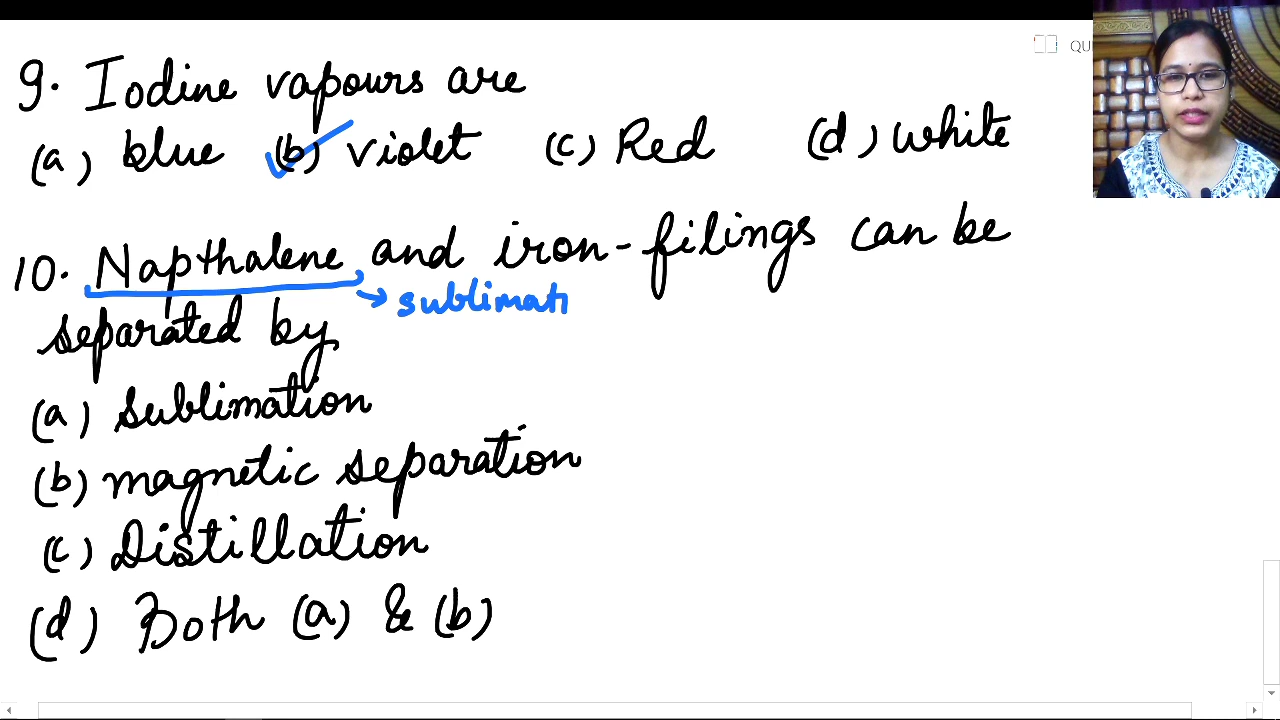 QU
9. Iodine vapours are
(a) blue (b) violet (c) Red (d) white
10. Napthalene and iron-filings can be
→ sublimati
separated by
(a) sublimation
(b) magnetic separation
(c) Distillation
(d) Both (a) & (b)